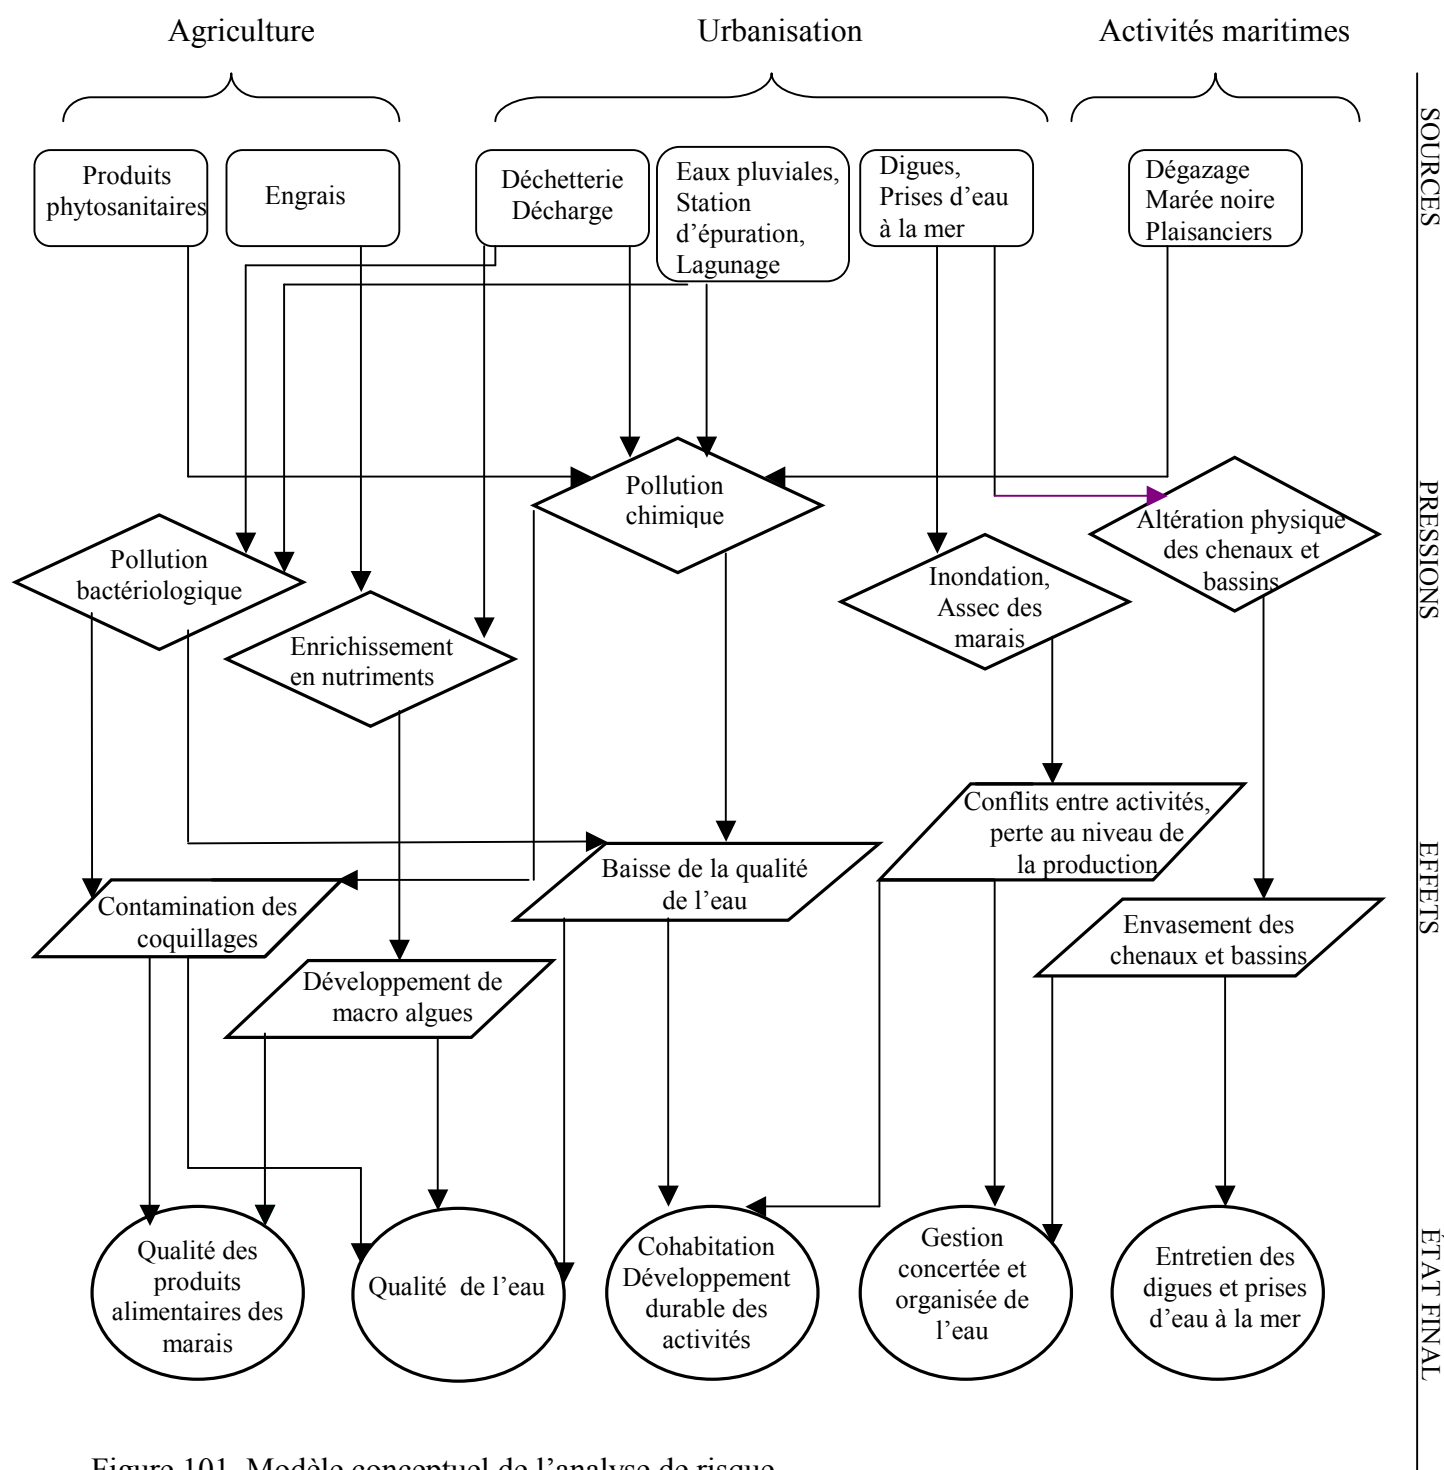 Agriculture
Urbanisation
Activités maritimes
SOURCES
Produits
phytosanitaires
Engrais
Déchetterie
Décharge
Eaux pluviales,
Station
d’épuration,
Lagunage
Digues,
Prises d’eau
à la mer
Dégazage
Marée noire
Plaisanciers
PRESSIONS
Pollution
chimique
Altération physique
des chenaux et
bassins
Pollution
bactériologique
Inondation,
Assec des
marais
Enrichissement
en nutriments
EFFETS
Conflits entre activités,
perte au niveau de
la production
Baisse de la qualité
de l’eau
Contamination des
coquillages
Envasement des
chenaux et bassins
Développement de
macro algues
ÉTAT FINAL
Qualité des
produits
alimentaires des
marais
Qualité de l’eau
Cohabitation
Développement
durable des
activités
Gestion
concertée et
organisée de
l’eau
Entretien des
digues et prises
d’eau à la mer
Figure 101. Modèle conceptuel de l’analyse de risque